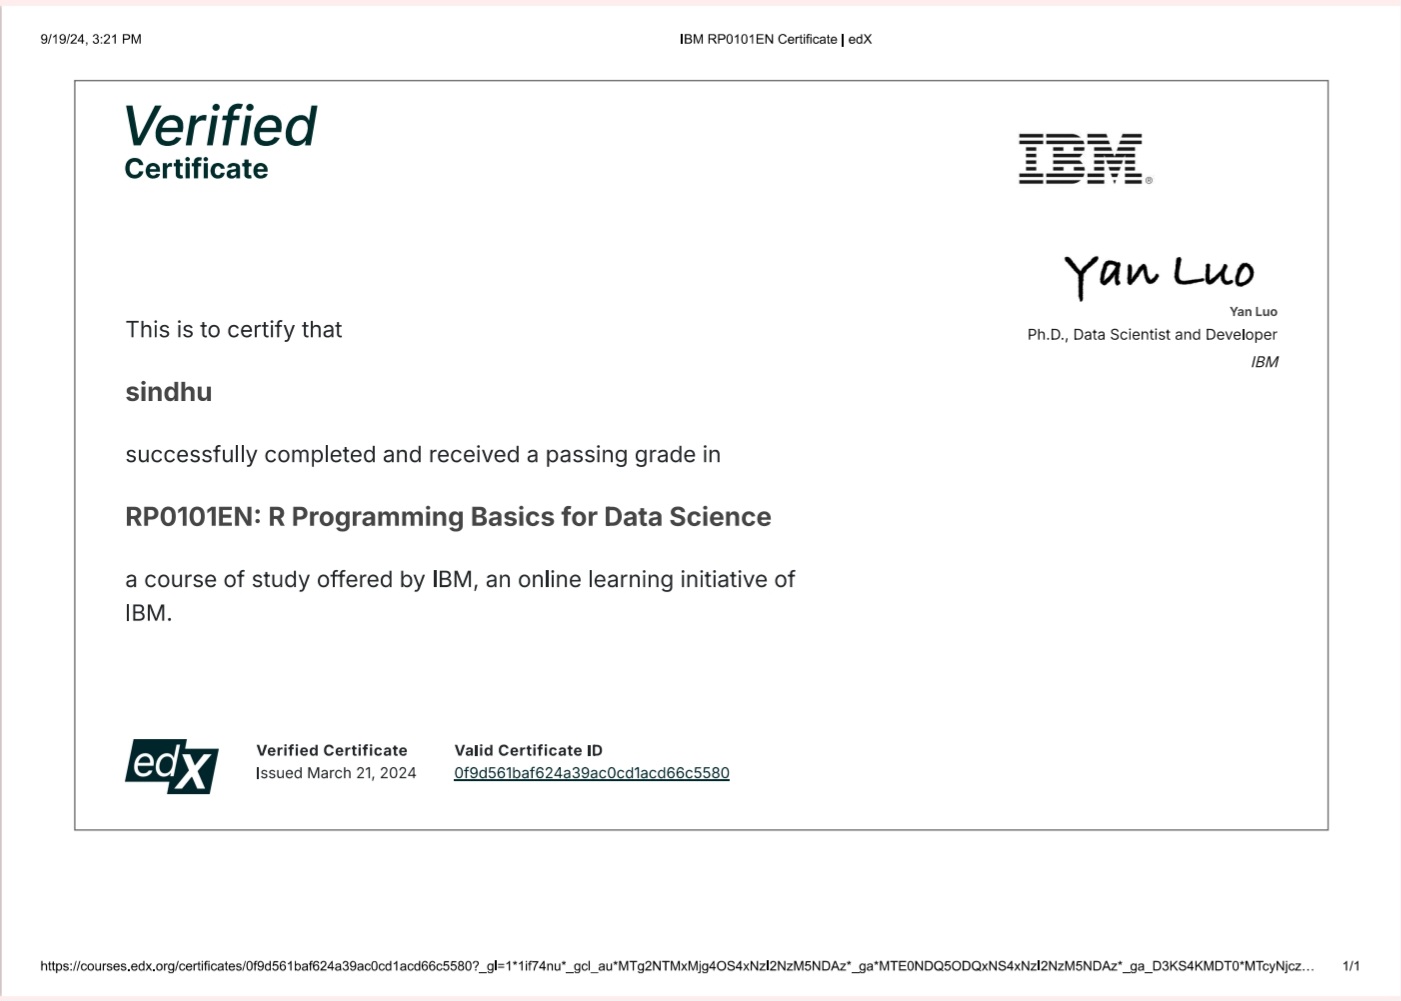 9/19/24, 3:21 PM
IBM RP0101EN Certificate | edX
Verified
Certificate
IBM®
Yan Luo
Yan Luo
Ph.D., Data Scientist and Developer
IBM
This is to certify that
sindhu
successfully completed and received a passing grade in
RP0101EN: R Programming Basics for Data Science
a course of study offered by IBM, an online learning initiative of
IBM.
edX
Verified Certificate
Issued March 21, 2024
Valid Certificate ID
0f9d561baf624a39ac0cd1acd66c5580
https://courses.edx.org/certificates/0f9d561baf624a39ac0cd1acd66c5580?_gl=1*1if74nu*_gcl_au*MTg2NTMxMjg4OS4xNzI2NzM5NDAz*_ga*MTE0NDQ5ODQxNS4xNzI2NzM5NDAz*_ga_D3KS4KMDT0*MTcyNjcz...
1/1